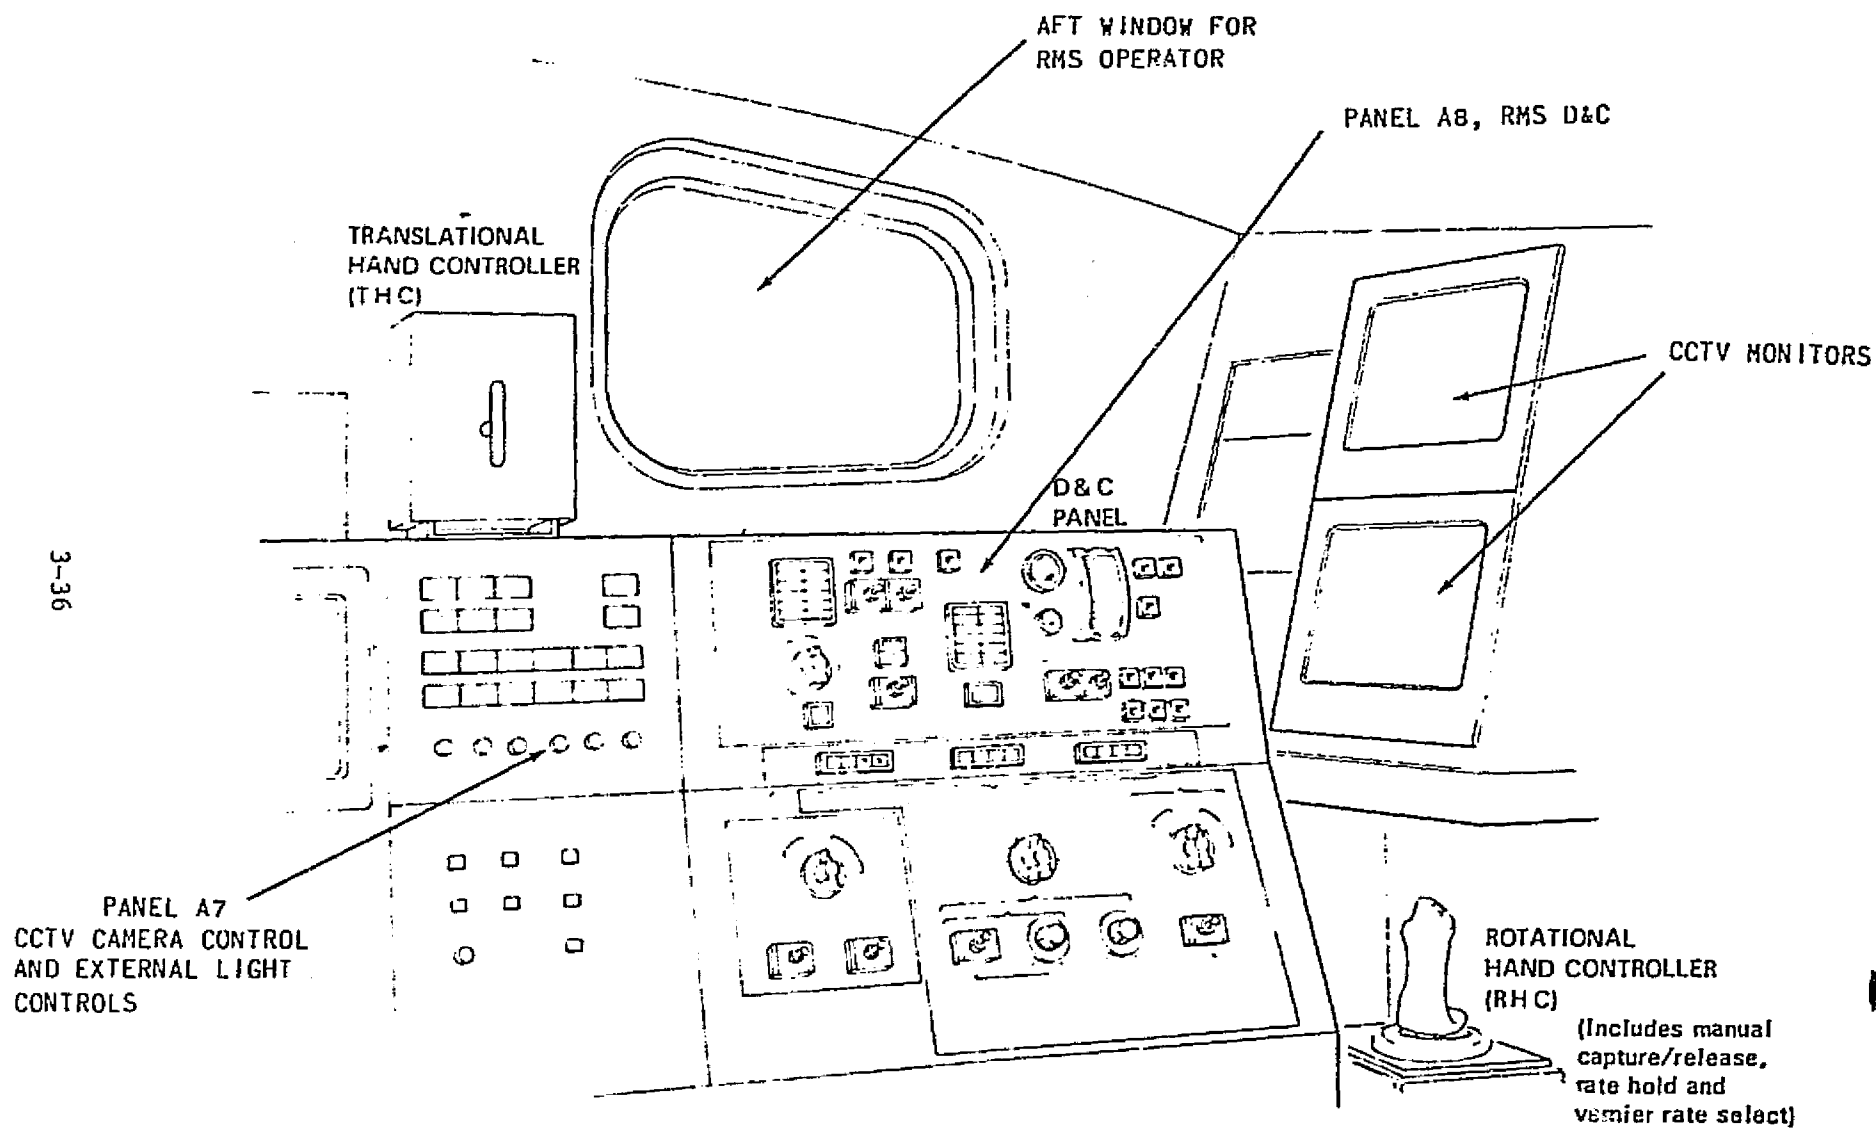 AFT WINDOW FOR
RMS OPERATOR
PANEL A8, RMS D&C
TRANSLATIONAL
HAND CONTROLLER
(THC)
CCTV MONITORS
D&C
PANEL
3-36
PANEL A7
CCTV CAMERA CONTROL
AND EXTERNAL LIGHT
CONTROLS
ROTATIONAL
HAND CONTROLLER
(RHC)
(Includes manual
capture/release,
rate hold and
vernier rate select)